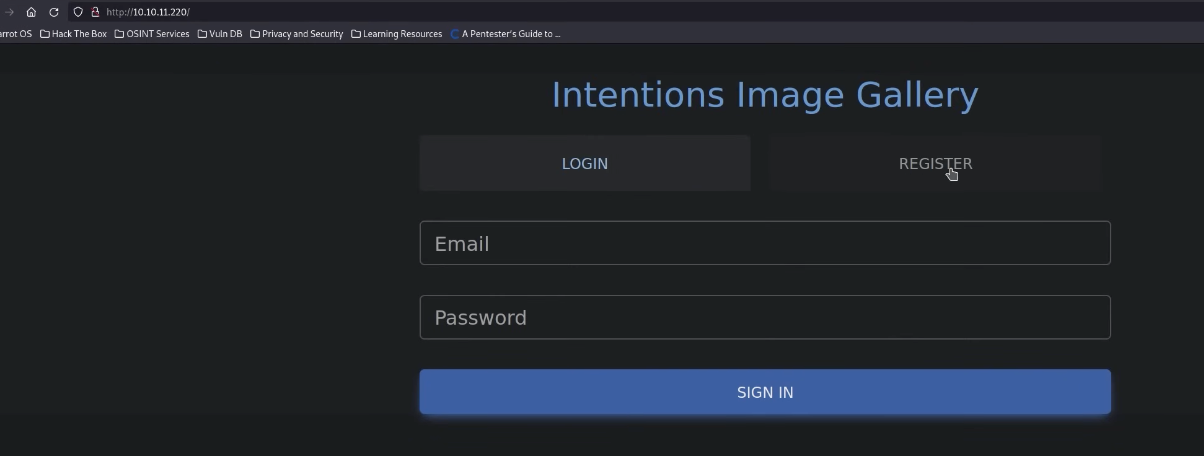 http://10.10.11.220/
arrot OS Hack The Box OSINT Services Vuln DB Privacy and Security Learning Resources A Pentester's Guide to ...
Intentions Image Gallery
LOGIN REGISTER
Email
Password
SIGN IN